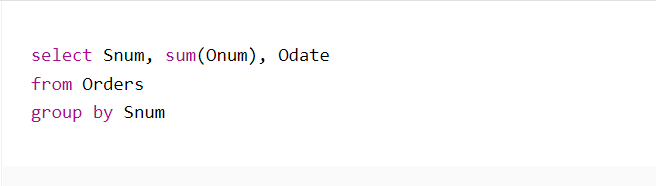 select Snum, sum(Onum), Odate
from Orders
group by Snum